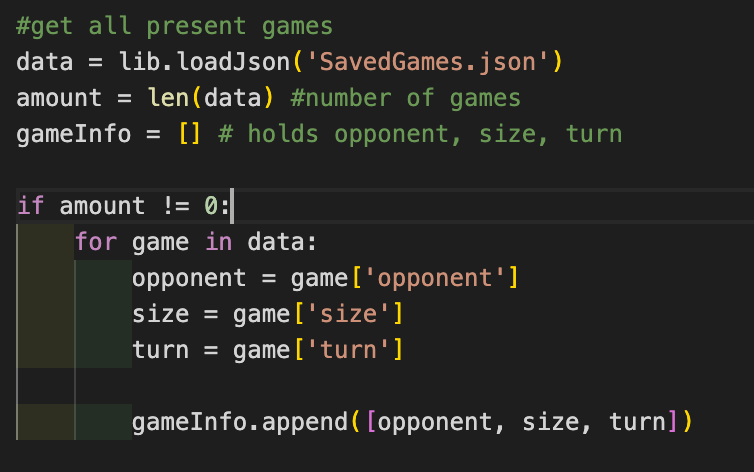 #get all present games
data = lib.loadJson('SavedGames.json')
amount = len(data) #number of games
gameInfo = [] # holds opponent, size, turn
if amount != 0:
for game in data:
opponent = game['opponent']
size = game['size']
turn = game['turn']
gameInfo.append([opponent, size, turn])